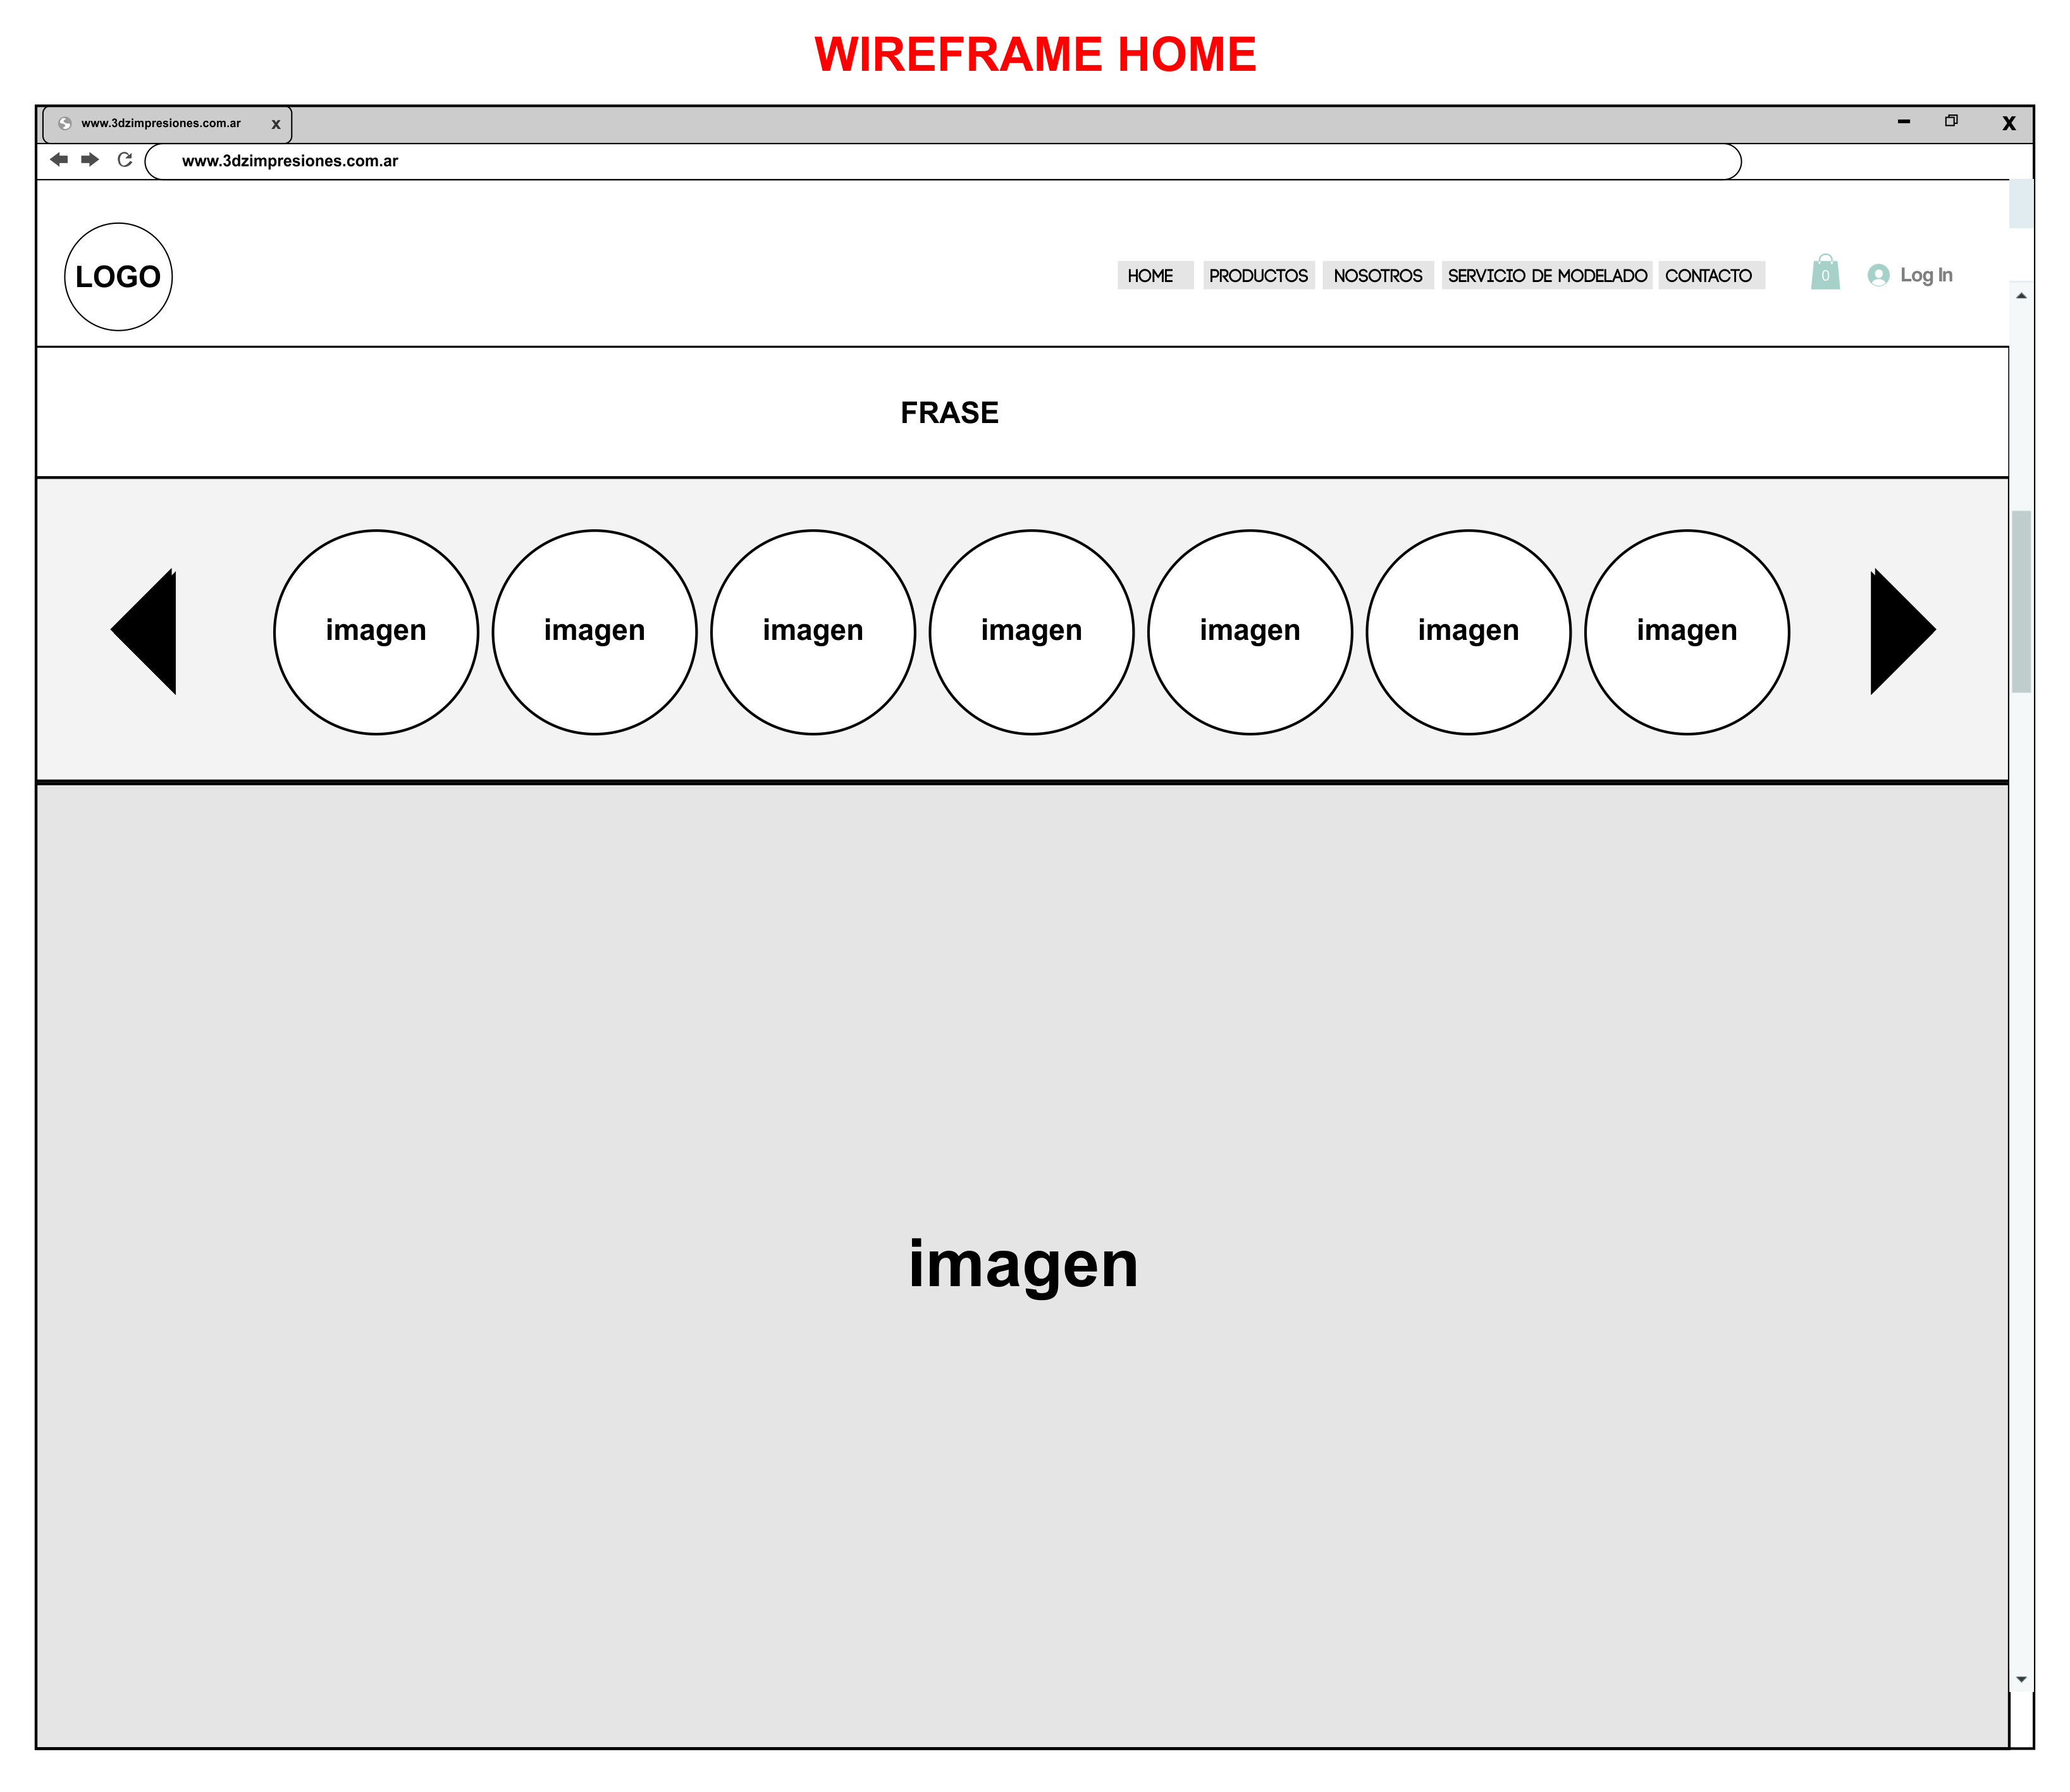 WIREFRAME HOME
www.3dzimpresiones.com.ar x
X
www.3dzimpresiones.com.ar
LOGO
HOME PRODUCTOS NOSOTROS SERVICIO DE MODELADO CONTACTO 0 Log In
FRASE
imagen imagen imagen imagen imagen imagen imagen
imagen